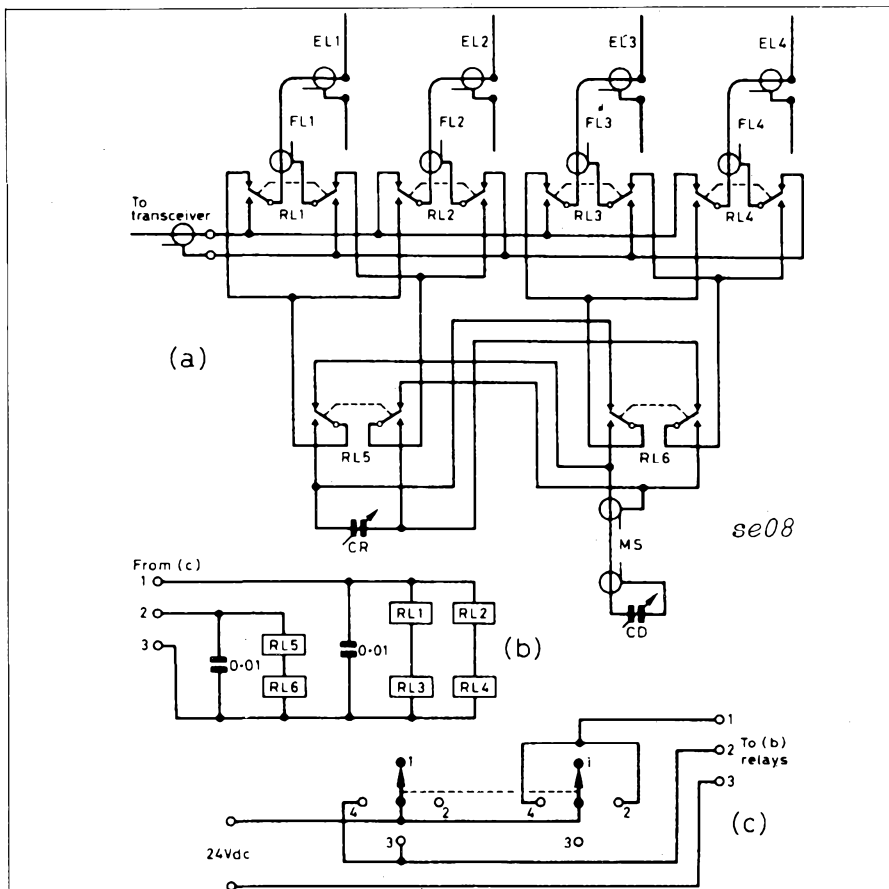 EL1 EL2 EL3 EL4
FL1 FL2 FL3 FL4
To
transceiver
RL1 RL2 RL3 RL4
(a)
RL5 RL6
CR
MS
se08
CD
From (c)
1
2
3
0·01
RL5
RL6
0·01
RL1 RL2
RL3 RL4
(b)
1 i
4 2 4 2
3 3
24Vdc
1
2
3
To (b)
relays
(c)